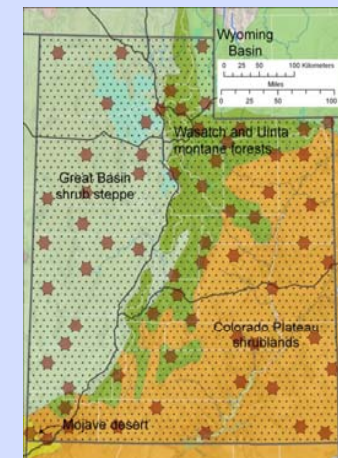 Wyoming
Basin
0 25 50 100 Kilometers
Miles
0 25 50 100
Wasatch and Uinta
montane forests
Great Basin
shrub steppe
Colorado Plateau
shrublands
Mojave desert